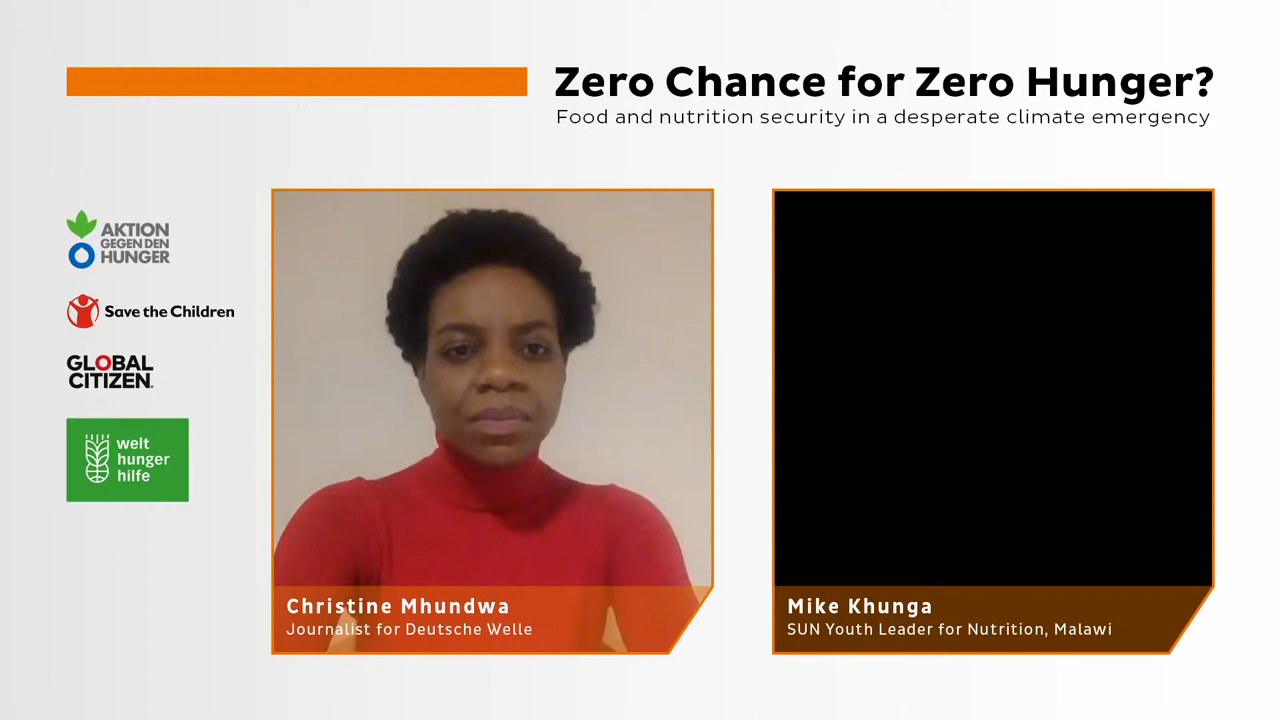 Zero Chance for Zero Hunger?
Food and nutrition security in a desperate climate emergency
AKTION
GEGEN DEN
HUNGER
Save the Children
GLOBAL
CITIZEN.
welt
hunger
hilfe
Christine Mhundwa
Journalist for Deutsche Welle
Mike Khunga
SUN Youth Leader for Nutrition, Malawi